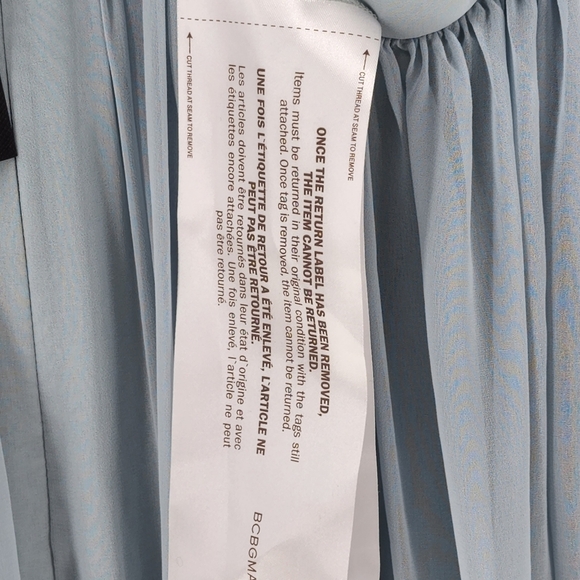 CUT THREAD AT SEAM TO REMOVE
ONCE THE RETURN LABEL HAS BEEN REMOVED,
THE ITEM CANNOT BE RETURNED.
Items must be returned in their original condition with the tags still
attached. Once tag is removed, the item cannot be returned.
UNE FOIS L'ÉTIQUETTE DE RETOUR A ÉTÉ ENLEVÉ, L'ARTICLE NE
PEUT PAS ÊTRE RETOURNÉ.
Les articles doivent être retournés dans leur état d'origine et avec
les étiquettes encore attachées. Une fois enlevé, l'article ne peut
pas être retourné.
CUT THREAD AT SEAM TO REMOVE
BCBGMA